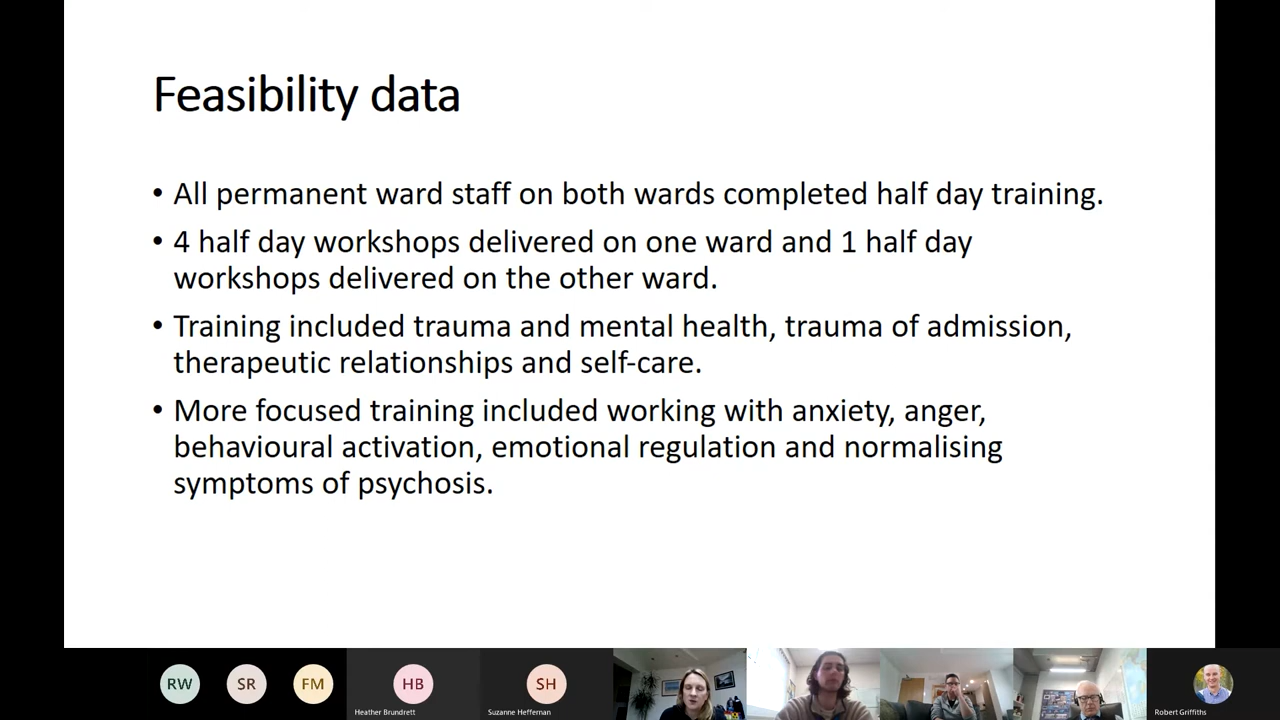 Feasibility data
• All permanent ward staff on both wards completed half day training.
• 4 half day workshops delivered on one ward and 1 half day
workshops delivered on the other ward.
• Training included trauma and mental health, trauma of admission,
therapeutic relationships and self-care.
• More focused training included working with anxiety, anger,
behavioural activation, emotional regulation and normalising
symptoms of psychosis.
RW SR FM HB SH
Heather Brundrett Suzanne Heffernan Robert Griffiths